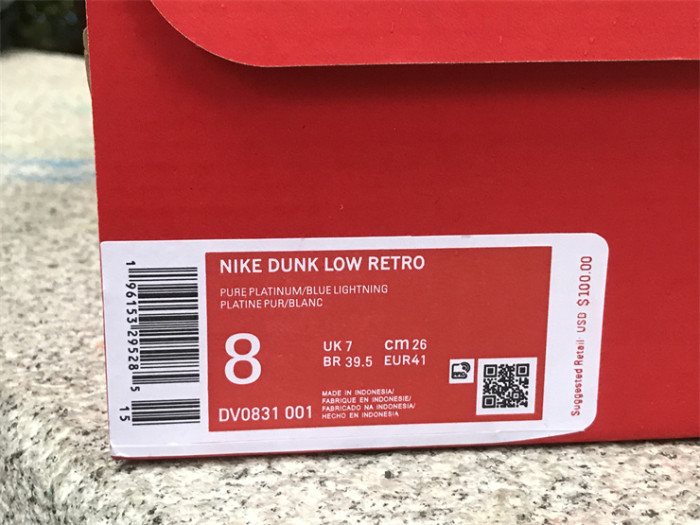 NIKE DUNK LOW RETRO
PURE PLATINUM/BLUE LIGHTNING
PLATINE PUR/BLANC
8
UK 7
cm 26
BR 39.5
EUR41
DV0831 001
MADE IN INDONESIA/
FABRIQUE EN INDONESIE/
FABRICADO NA INDONESIA/
HECHO EN INDONESIA
1 96153 29528 5
15
Suggested Retail: USD $100.00